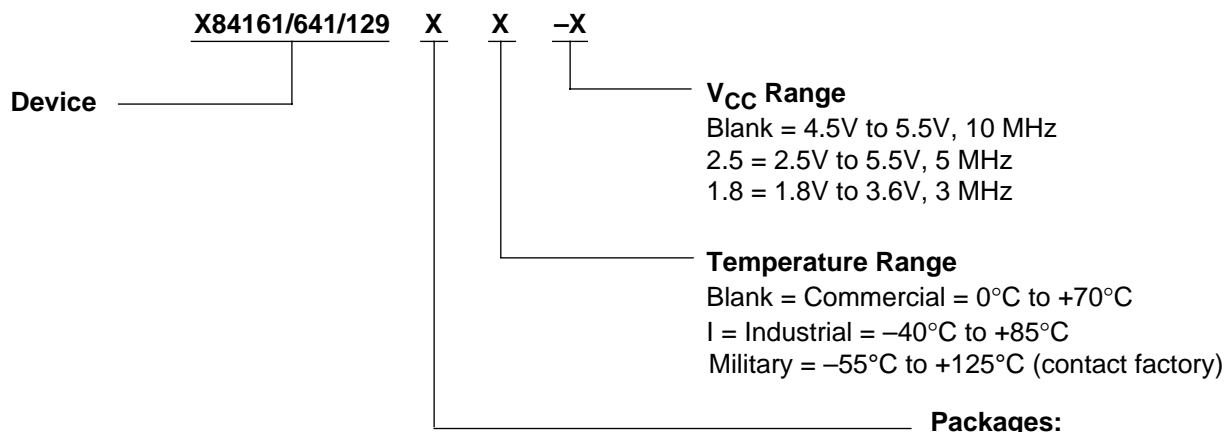 X84161/641/129 X X –X
Device
VCC Range
Blank = 4.5V to 5.5V, 10 MHz
2.5 = 2.5V to 5.5V, 5 MHz
1.8 = 1.8V to 3.6V, 3 MHz
Temperature Range
Blank = Commercial = 0°C to +70°C
I = Industrial = –40°C to +85°C
Military = –55°C to +125°C (contact factory)
Packages: